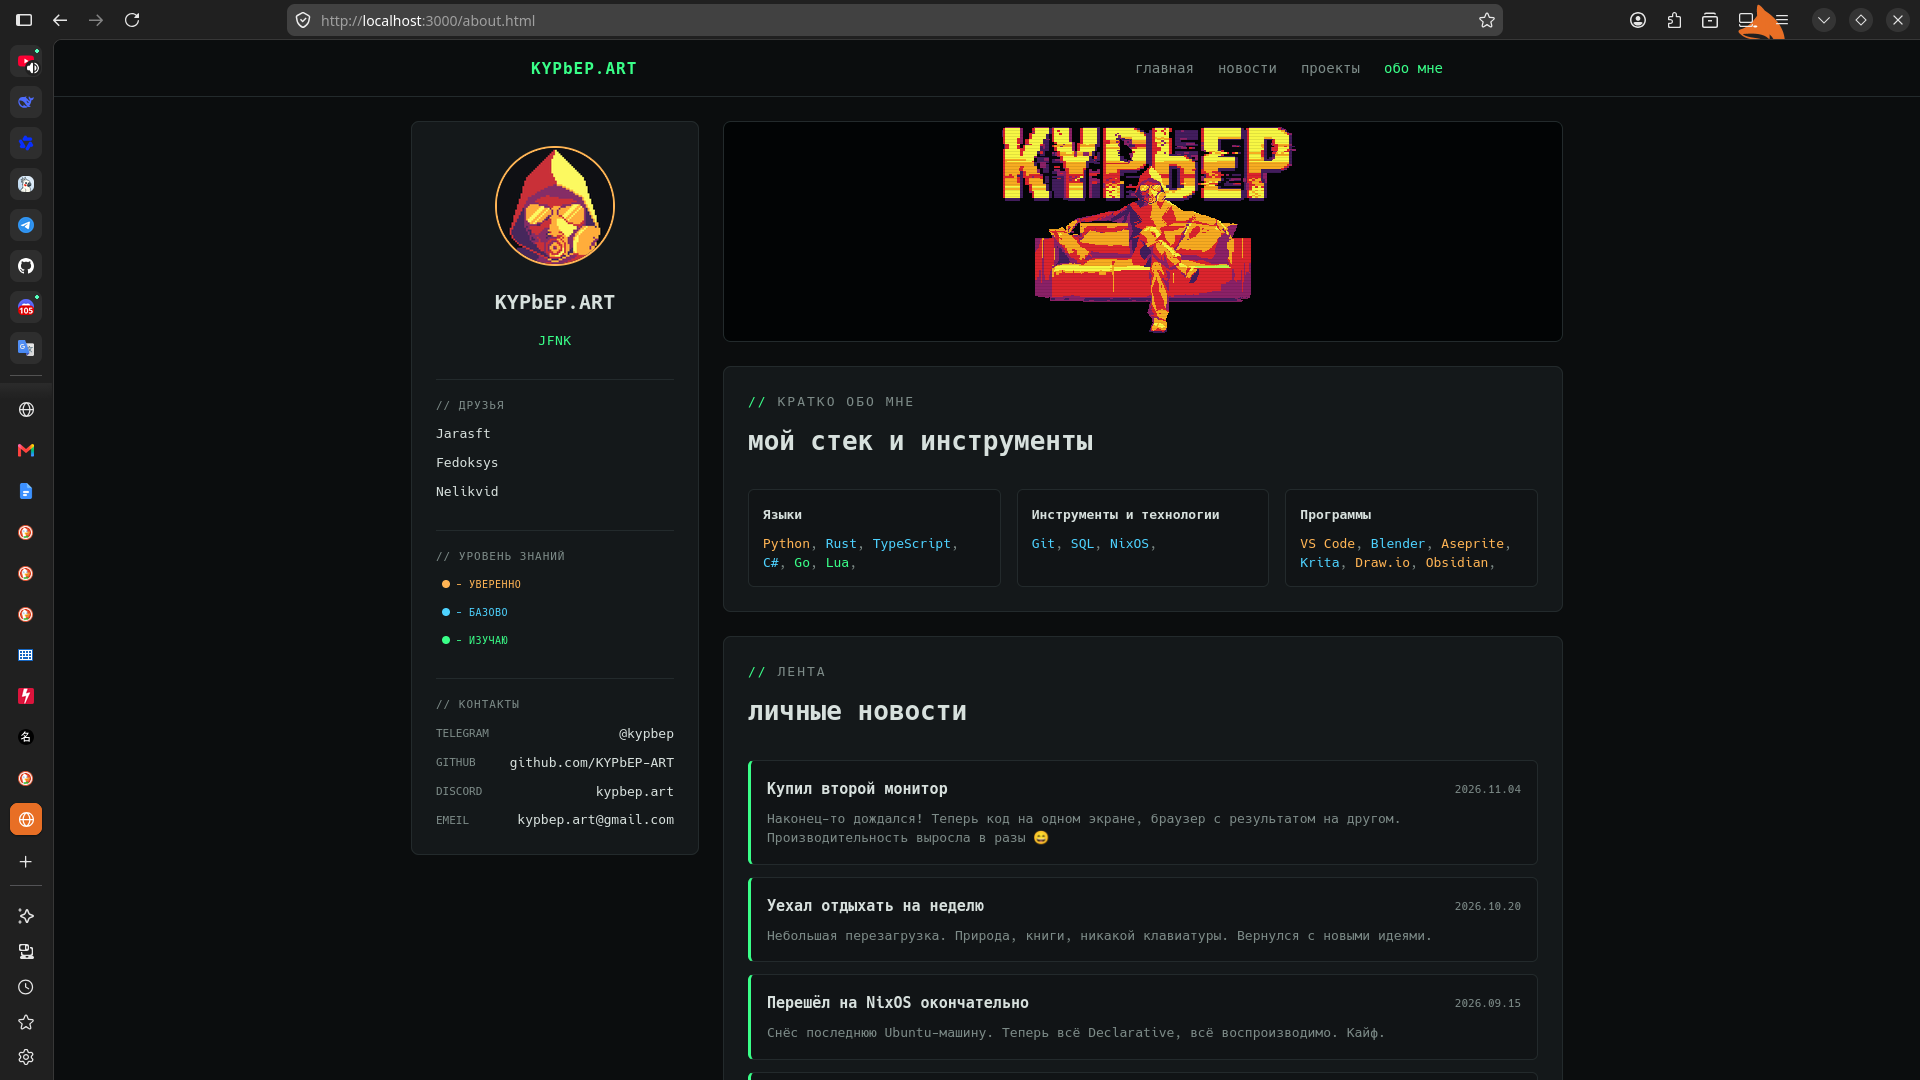 http://localhost:3000/about.html
KYPbEP.ART
главная новости проекты обо мне
105
KYPbEP.ART
JFNK
// ДРУЗЬЯ
Jarasft
Fedoksys
Nelikvid
// УРОВЕНЬ ЗНАНИЙ
- УВЕРЕННО
- БАЗОВО
- ИЗУЧАЮ
// КОНТАКТЫ
TELEGRAM @kypbep
GITHUB github.com/KYPbEP-ART
DISCORD kypbep.art
EMEIL kypbep.art@gmail.com
KYPbEP
// КРАТКО ОБО МНЕ
мой стек и инструменты
Языки
Python, Rust, TypeScript,
C#, Go, Lua,
Инструменты и технологии
Git, SQL, NixOS,
Программы
VS Code, Blender, Aseprite,
Krita, Draw.io, Obsidian,
// ЛЕНТА
личные новости
Купил второй монитор 2026.11.04
Наконец-то дождался! Теперь код на одном экране, браузер с результатом на другом.
Производительность выросла в разы 😄
Уехал отдыхать на неделю 2026.10.20
Небольшая перезагрузка. Природа, книги, никакой клавиатуры. Вернулся с новыми идеями.
Перешёл на NixOS окончательно 2026.09.15
Снёс последнюю Ubuntu-машину. Теперь всё Declarative, всё воспроизводимо. Кайф.